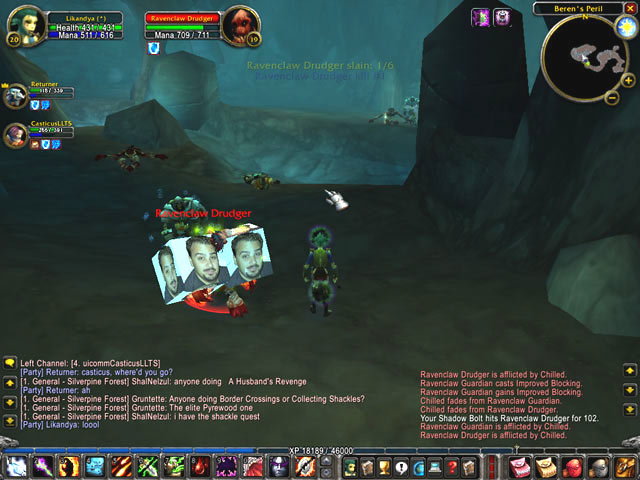 Likandya (*)
Health 431 / 431
Mana 511 / 616
20
Ravenclaw Drudger
Mana 709 / 711
19
Beren's Peril
N
Returner
CasticusLLTS
Ravenclaw Drudger slain: 1/6
Ravenclaw Drudger
Left Channel: [4. uicommCasticusLLTS]
[Party] Returner: casticus, where'd you go?
[1. General - Silverpine Forest] ShalNelzul: anyone doing A Husband's Revenge
[Party] Returner: ah
[1. General - Silverpine Forest] Gruntette: Anyone doing Border Crossings or Collecting Shackles?
[1. General - Silverpine Forest] Gruntette: The elite Pyrewood one
[1. General - Silverpine Forest] ShalNelzul: i have the shackle quest
[Party] Likandya: loool
Ravenclaw Drudger is afflicted by Chilled.
Ravenclaw Guardian casts Improved Blocking.
Ravenclaw Guardian gains Improved Blocking.
Chilled fades from Ravenclaw Guardian.
Chilled fades from Ravenclaw Drudger.
Your Shadow Bolt hits Ravenclaw Drudger for 102.
Ravenclaw Guardian is afflicted by Chilled.
Ravenclaw Drudger is afflicted by Chilled.
XP 18189 / 46000